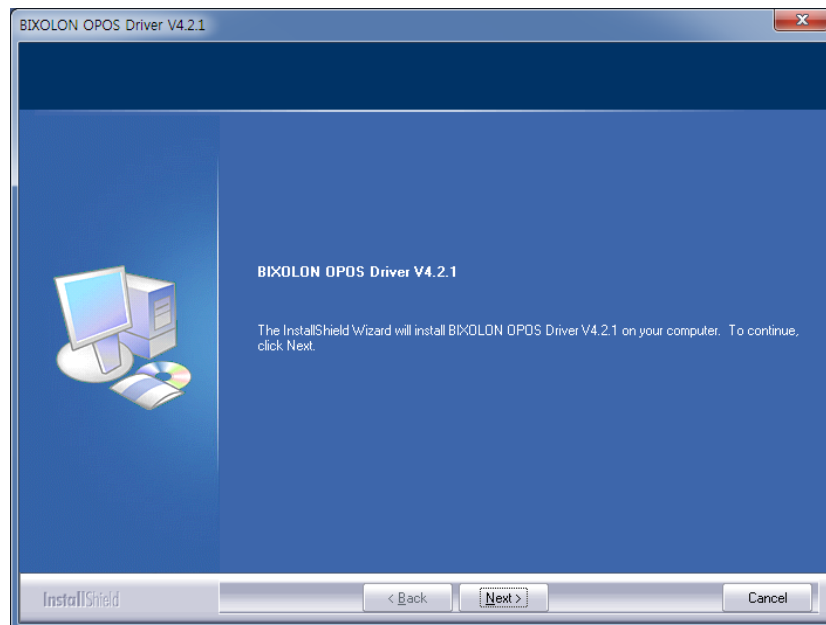 BIXOLON OPOS Driver V4.2.1
BIXOLON OPOS Driver V4.2.1
The InstallShield Wizard will install BIXOLON OPOS Driver V4.2.1 on your computer. To continue,
click Next.
InstallShield
< Back
Next >
Cancel